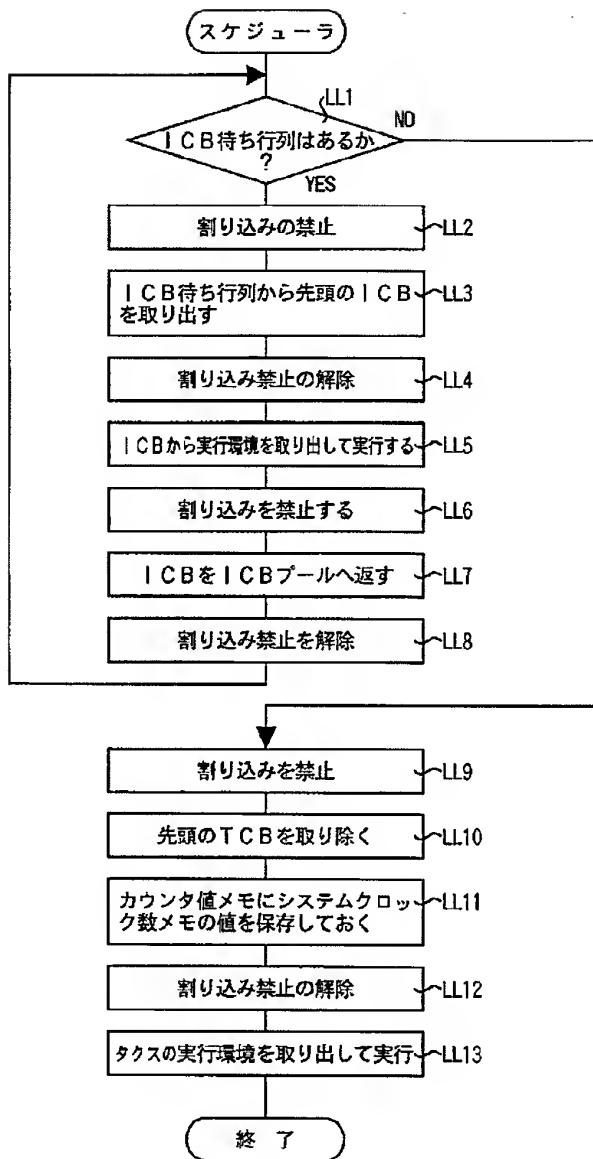 スケジューラ
LL1
NO
ICB待ち行列はあるか
?
YES
割り込みの禁止
LL2
ICB待ち行列から先頭のICB
を取り出す
LL3
割り込み禁止の解除
LL4
ICBから実行環境を取り出して実行する
LL5
割り込みを禁止する
LL6
ICBをICBプールへ返す
LL7
割り込み禁止を解除
LL8
割り込みを禁止
LL9
先頭のTCBを取り除く
LL10
カウンタ値メモにシステムクロッ
ク数メモの値を保存しておく
LL11
割り込み禁止の解除
LL12
タクスの実行環境を取り出して実行
LL13
終了